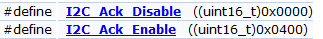 #define I2C_Ack_Disable ((uint16_t)0x0000)
#define I2C_Ack_Enable ((uint16_t)0x0400)